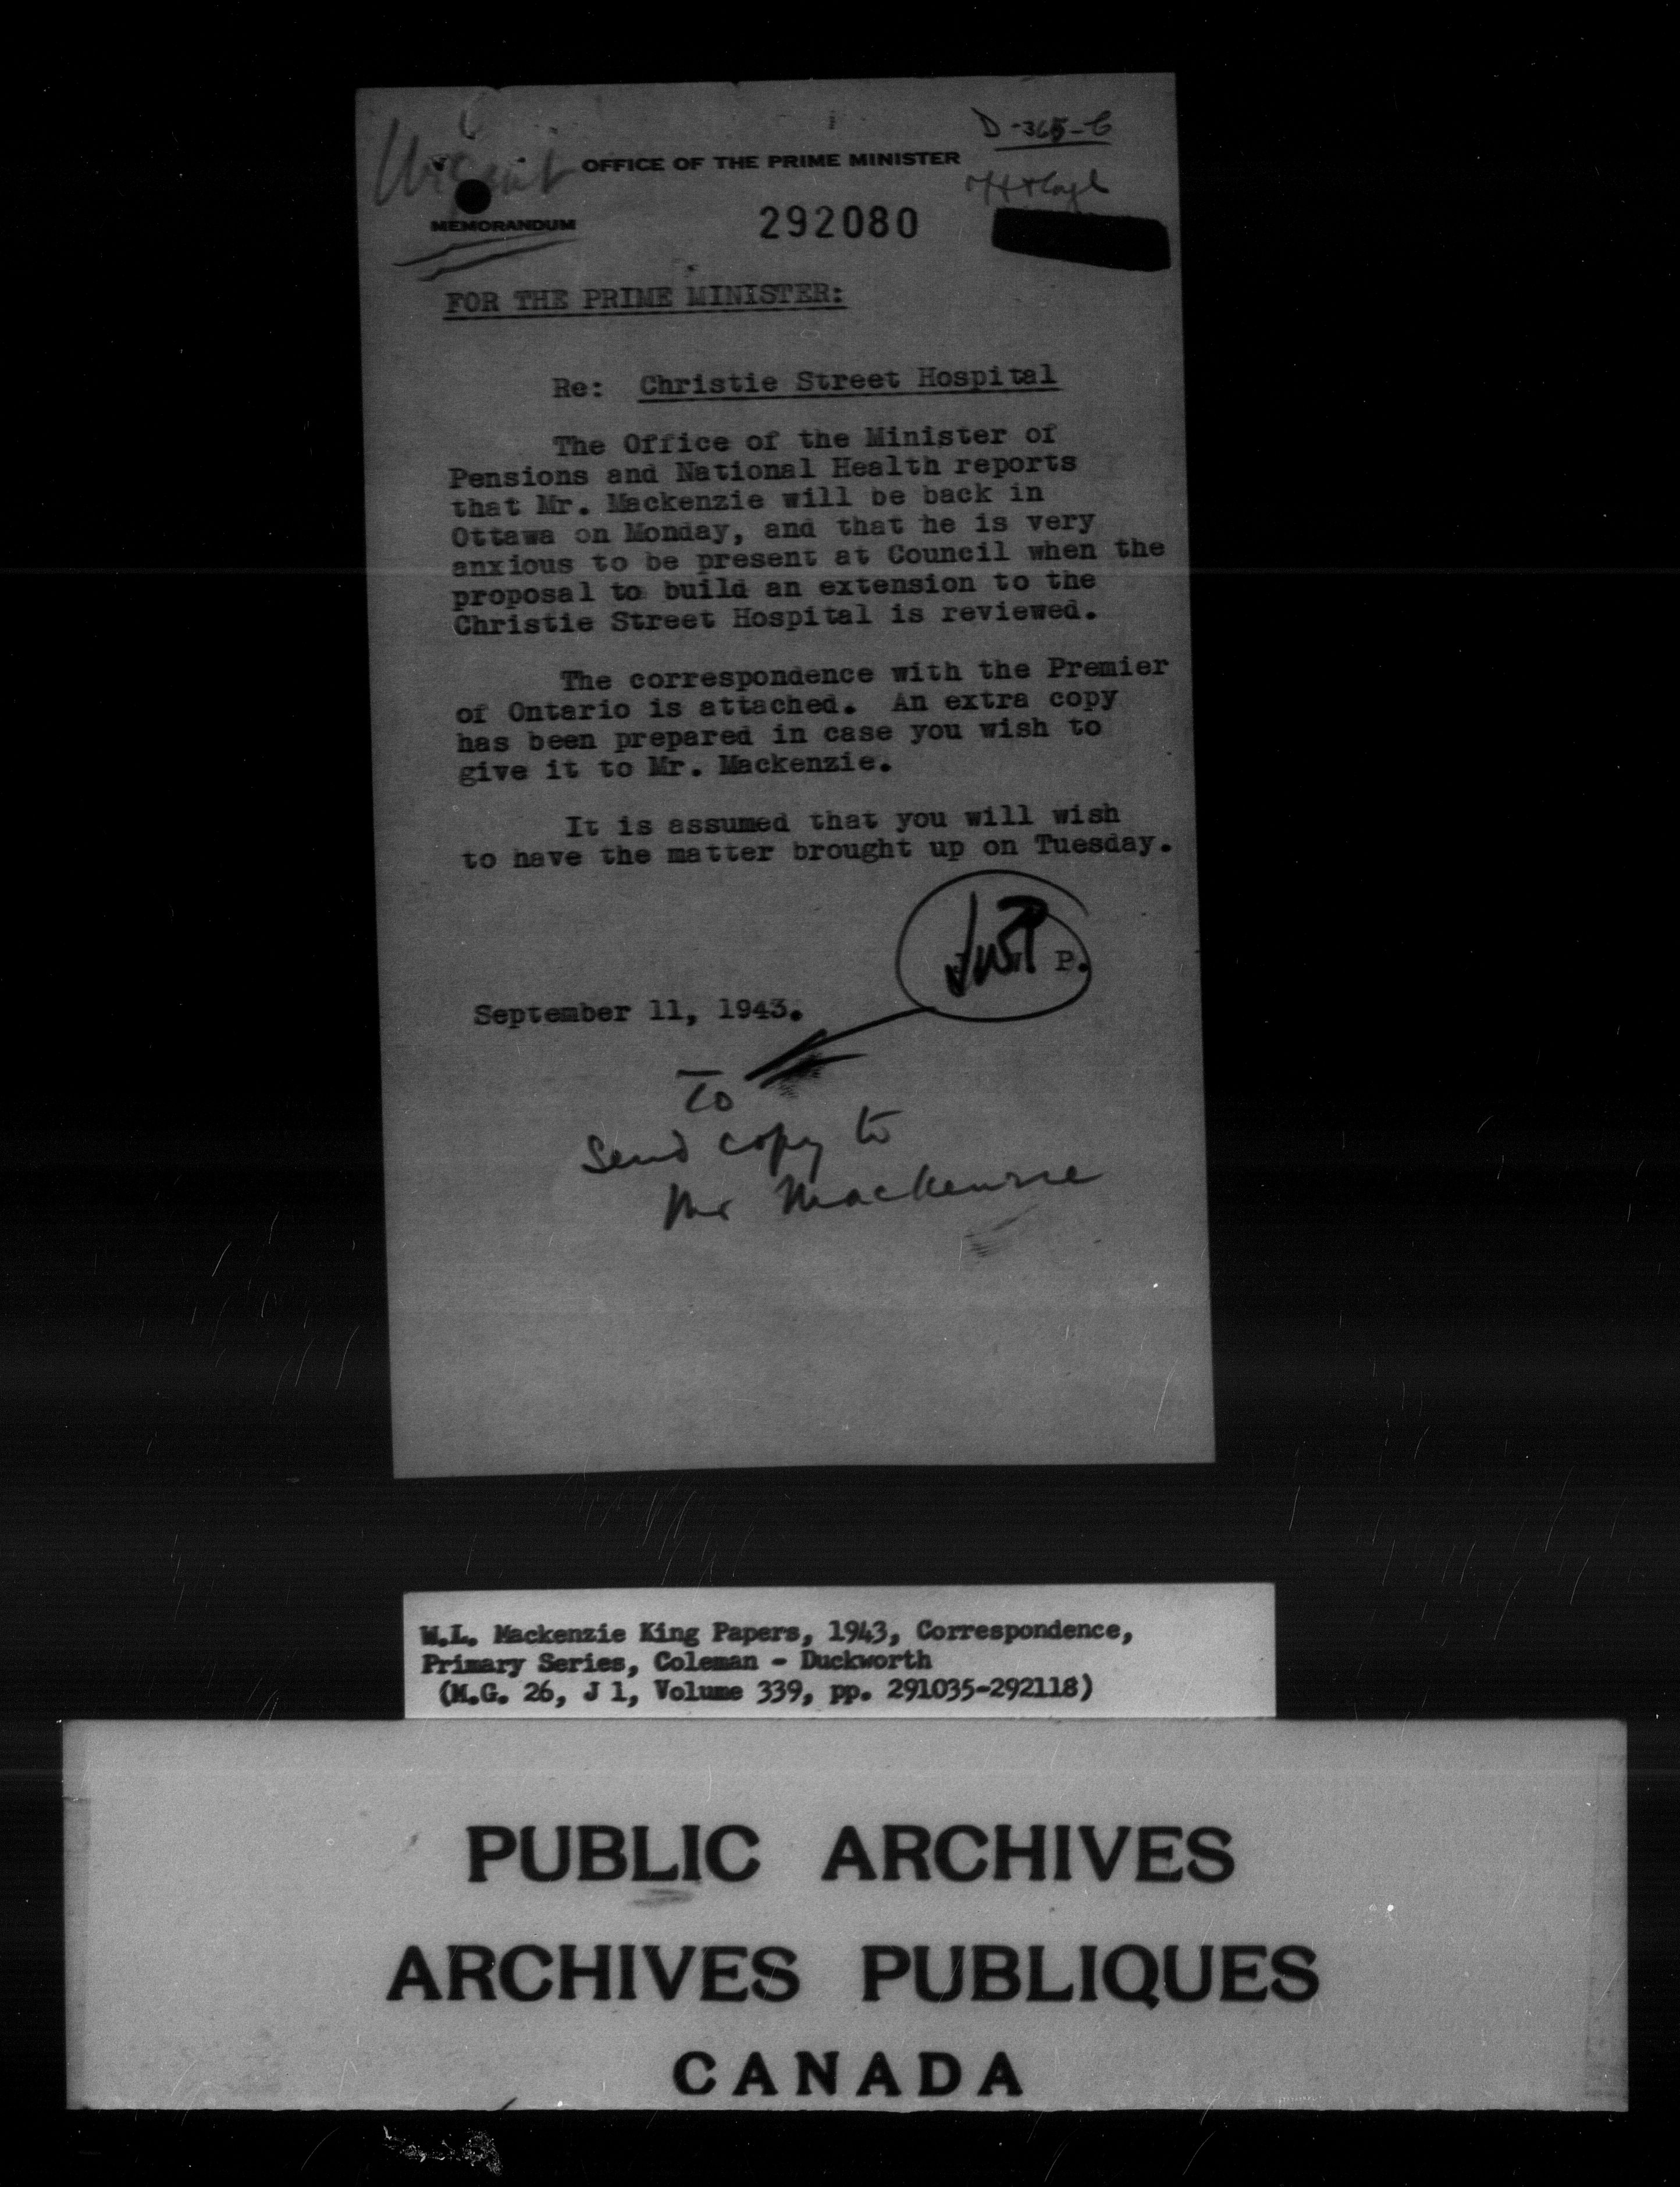 Urgent
D-365-C
OFFICE OF THE PRIME MINISTER
MEMORANDUM
292080
FOR THE PRIME MINISTER:
Re: Christie Street Hospital
The Office of the Minister of
Pensions and National Health reports
that Mr. Mackenzie will be back in
Ottawa on Monday, and that he is very
anxious to be present at Council when the
proposal to build an extension to the
Christie Street Hospital is reviewed.
The correspondence with the Premier
of Ontario is attached. An extra copy
has been prepared in case you wish to
give it to Mr. Mackenzie.
It is assumed that you will wish
to have the matter brought up on Tuesday.
P.
September 11, 1943.
To
Send copy to
Mr Mackenzie
W.L. Mackenzie King Papers, 1943, Correspondence,
Primary Series, Coleman - Duckworth
(M.G. 26, J 1, Volume 339, pp. 291035-292118)
PUBLIC ARCHIVES
ARCHIVES PUBLIQUES
CANADA